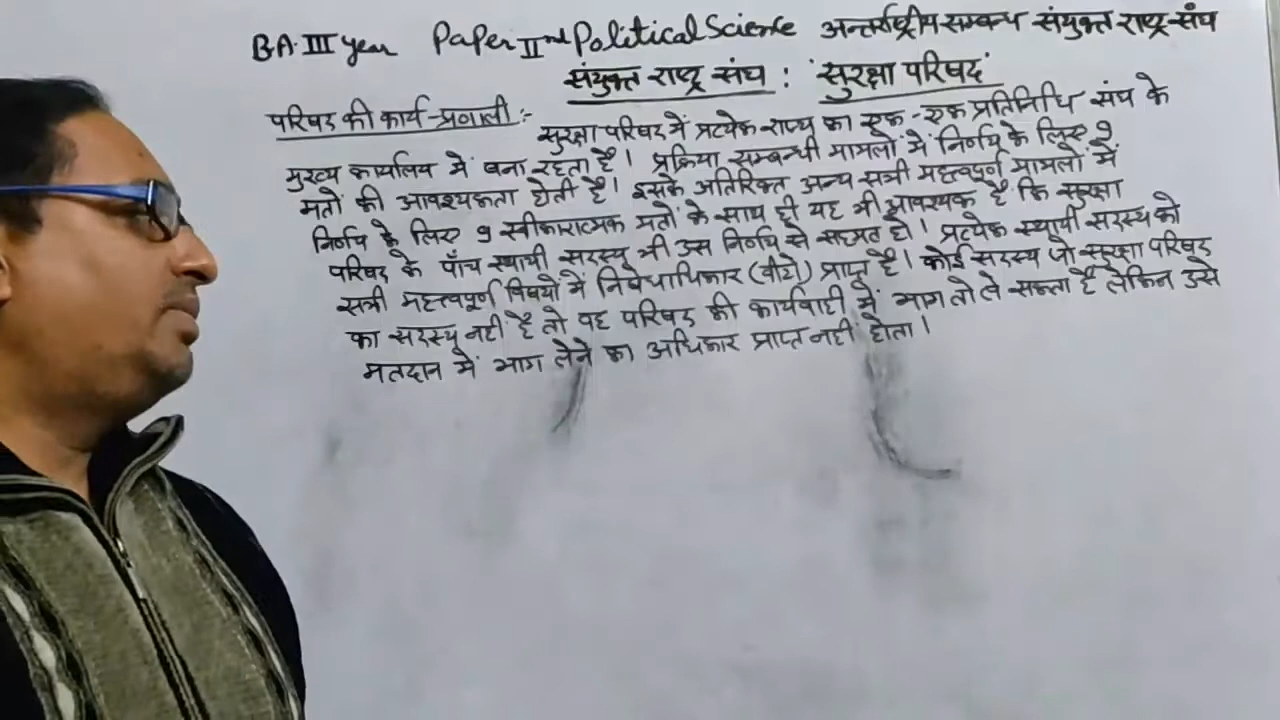 B.A. III year Paper IInd Political Science अन्तर्राष्ट्रीय सम्बन्ध संयुक्त राष्ट्र संघ
संयुक्त राष्ट्र संघ : सुरक्षा परिषद
परिषद की कार्य-प्रणाली :- सुरक्षा परिषद में प्रत्येक राज्य का एक-एक प्रतिनिधि संघ के
मुख्य कार्यालय में बना रहता है। प्रक्रिया सम्बन्धी मामलों में निर्णय के लिए 9
मतों की आवश्यकता होती है। इसके अतिरिक्त अन्य सभी महत्वपूर्ण मामलों में
निर्णय के लिए 9 स्वीकारात्मक मतों के साथ ही यह भी आवश्यक है कि सुरक्षा
परिषद के पाँच स्थायी सदस्य भी उस निर्णय से सहमत हो। प्रत्येक स्थायी सदस्य को
सभी महत्वपूर्ण विषयों में निषेधाधिकार (वीटो) प्राप्त है। कोई सदस्य जो सुरक्षा परिषद
का सदस्य नहीं है तो वह परिषद की कार्यवाही में भाग तो ले सकता है लेकिन उसे
मतदान में भाग लेने का अधिकार प्राप्त नहीं होता।